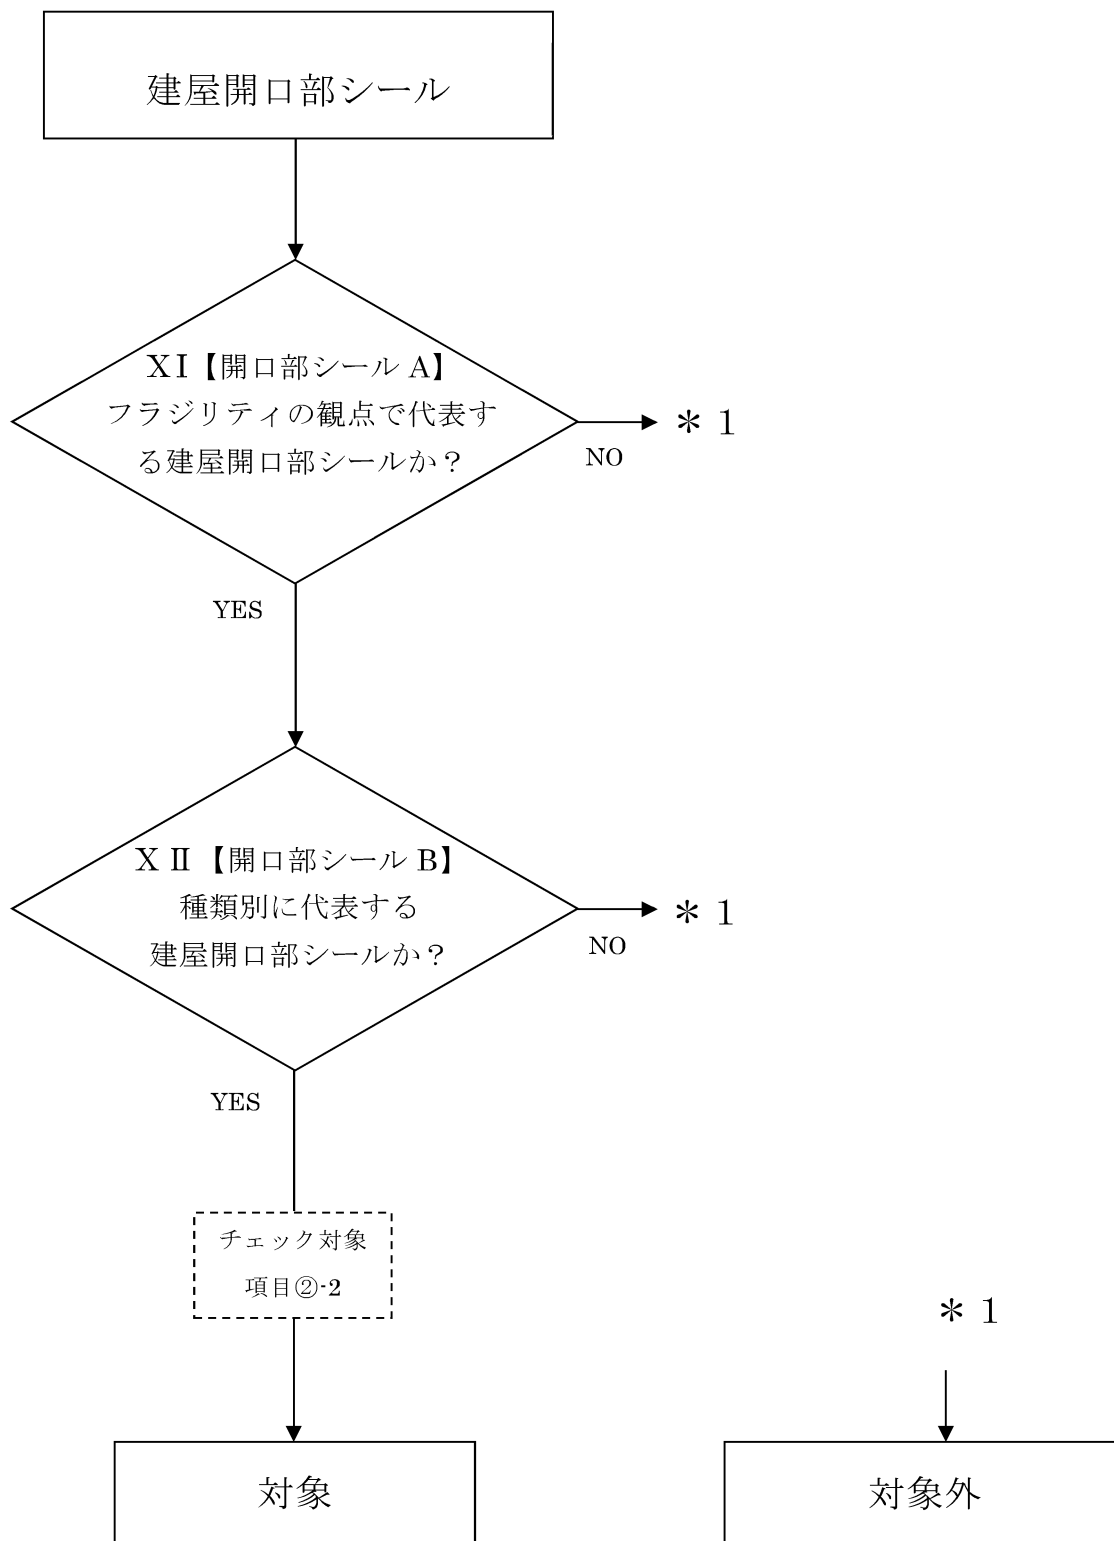 建屋開口部シール
ⅩⅠ【開口部シール A】
フラジリティの観点で代表す
る建屋開口部シールか？
＊１
NO
YES
Ⅹ Ⅱ 【開口部シール B】
種類別に代表する
建屋開口部シールか？
＊１
NO
YES
チェック対象
項目②-2
＊１
対象
対象外